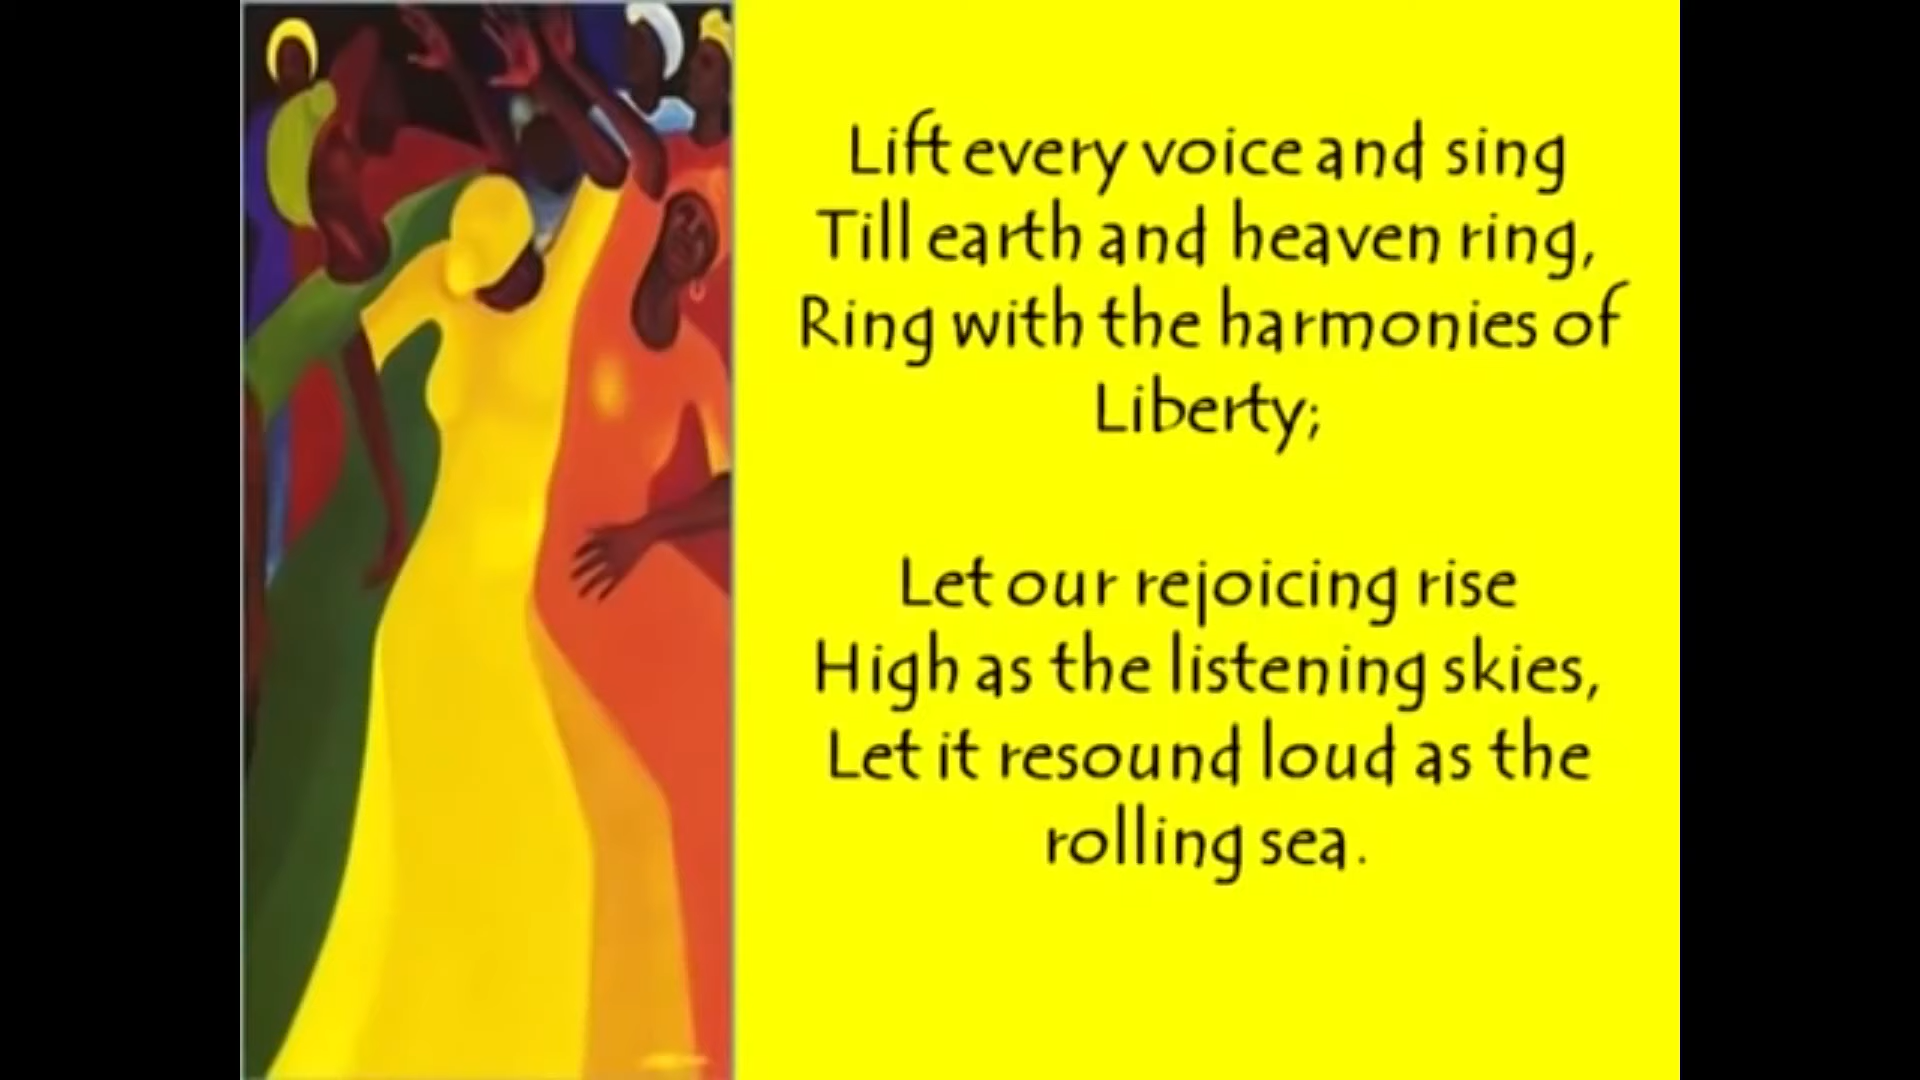 Lift every voice and sing
Till earth and heaven ring,
Ring with the harmonies of
Liberty;
Let our rejoicing rise
High as the listening skies,
Let it resound loud as the
rolling sea.